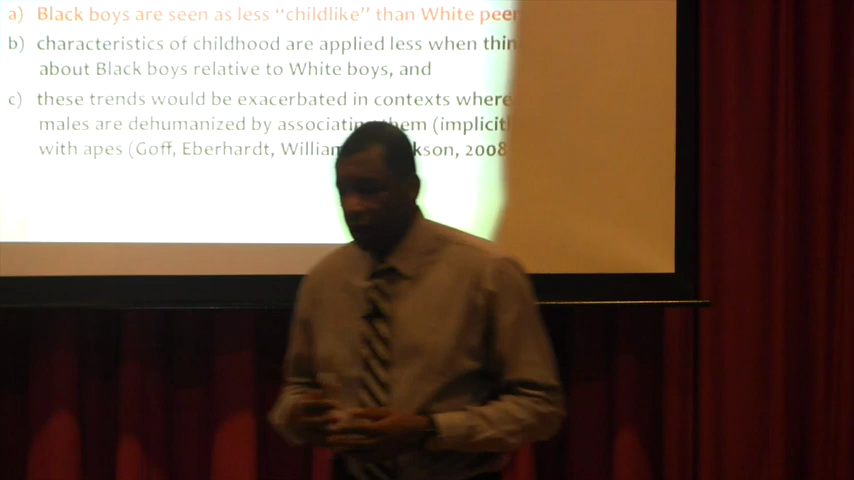 a) Black boys are seen as less “childlike” than White peer
b) characteristics of childhood are applied less when thin
about Black boys relative to White boys, and
c) these trends would be exacerbated in contexts where
males are dehumanized by associatin them (implicitl
with apes (Goff, Eberhardt, William kson, 2008